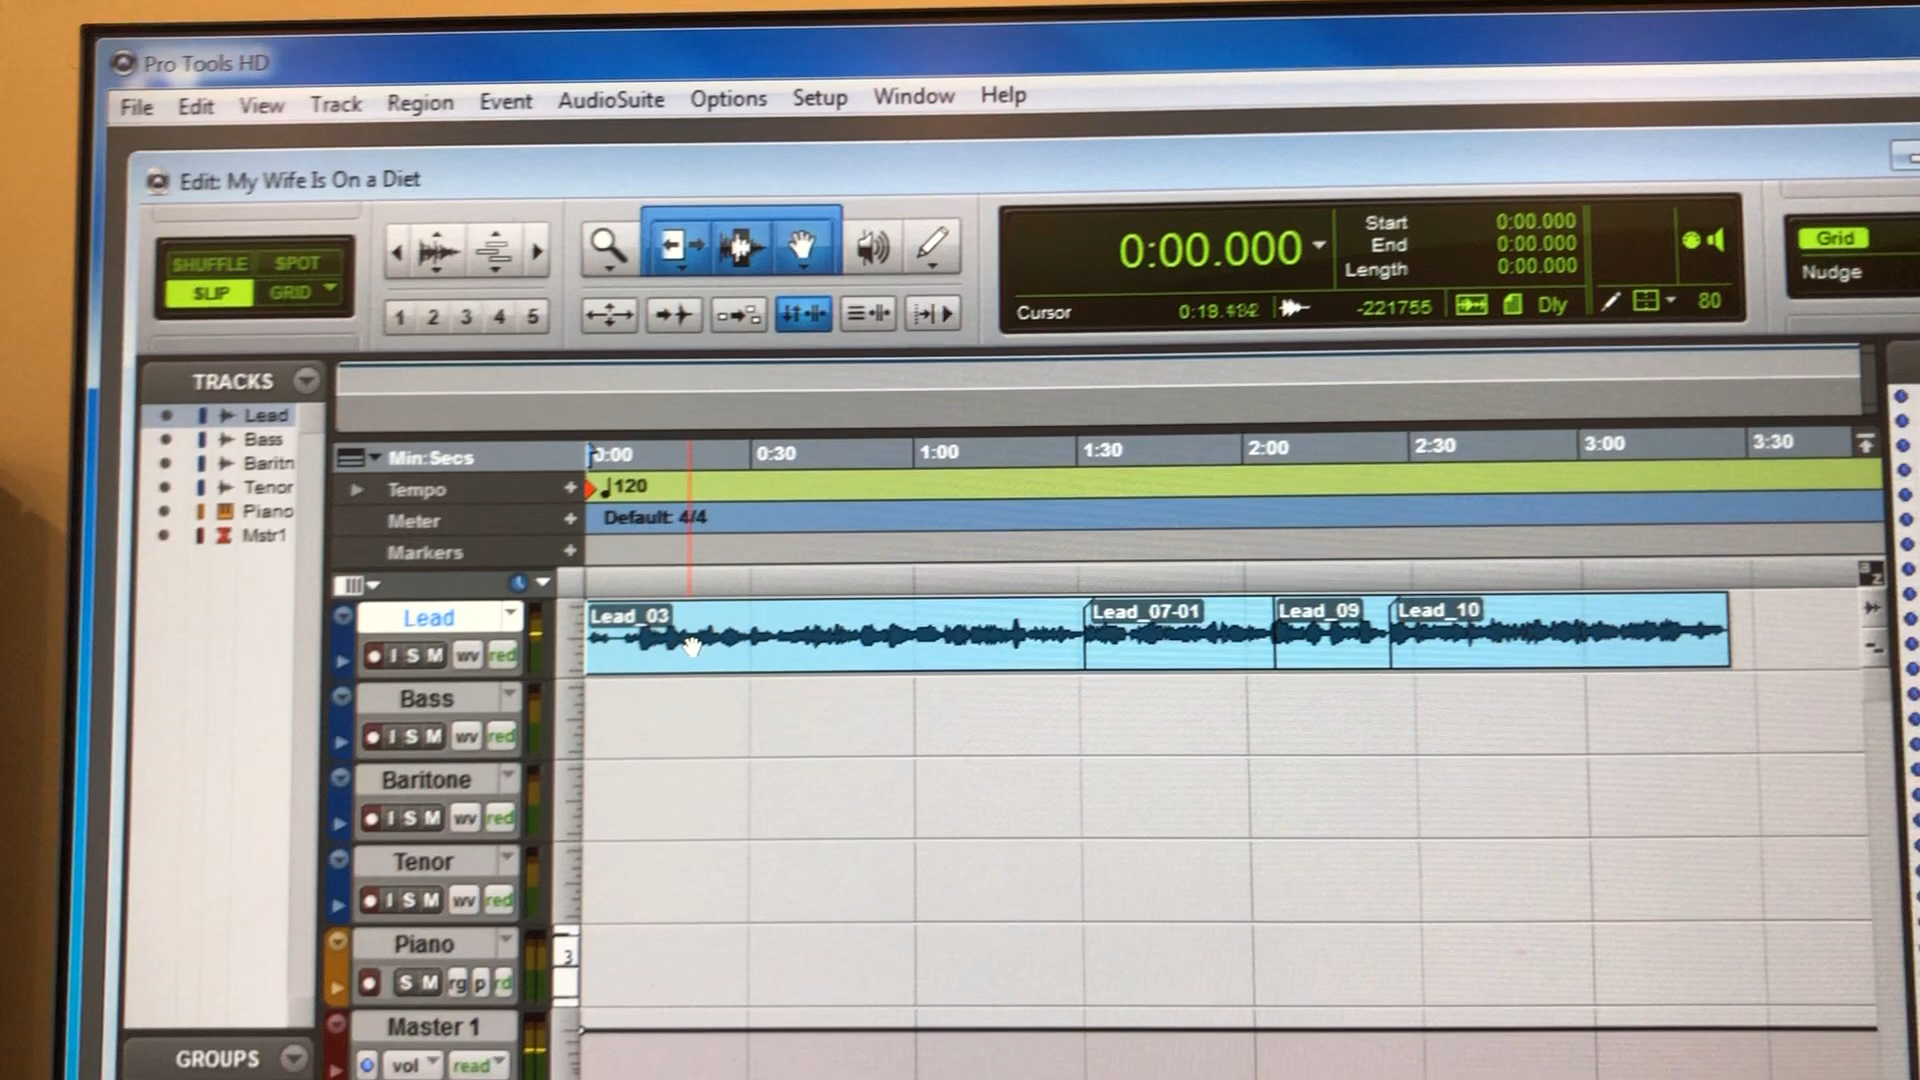 Pro Tools HD
File Edit View Track Region Event AudioSuite Options Setup Window Help
Edit: My Wife Is On a Diet
SHUFFLE SPOT
SLIP GRID
1 2 3 4 5
0:00.000
Start 0:00.000
End 0:00.000
Length 0:00.000
Cursor -221755 Dly 80
Grid
Nudge
TRACKS
Lead
Bass
Baritn
Tenor
Piano
Mstr1
Min:Secs 0:00 0:30 1:00 1:30 2:00 2:30 3:00 3:30
Tempo + 120
Meter + Default: 4/4
Markers +
a z
Lead
I S M wv red
Lead_03 Lead_07-01 Lead_09 Lead_10
Bass
I S M wv red
Baritone
I S M wv red
Tenor
I S M wv red
Piano
S M rg p rd
3
Master 1
vol read
GROUPS